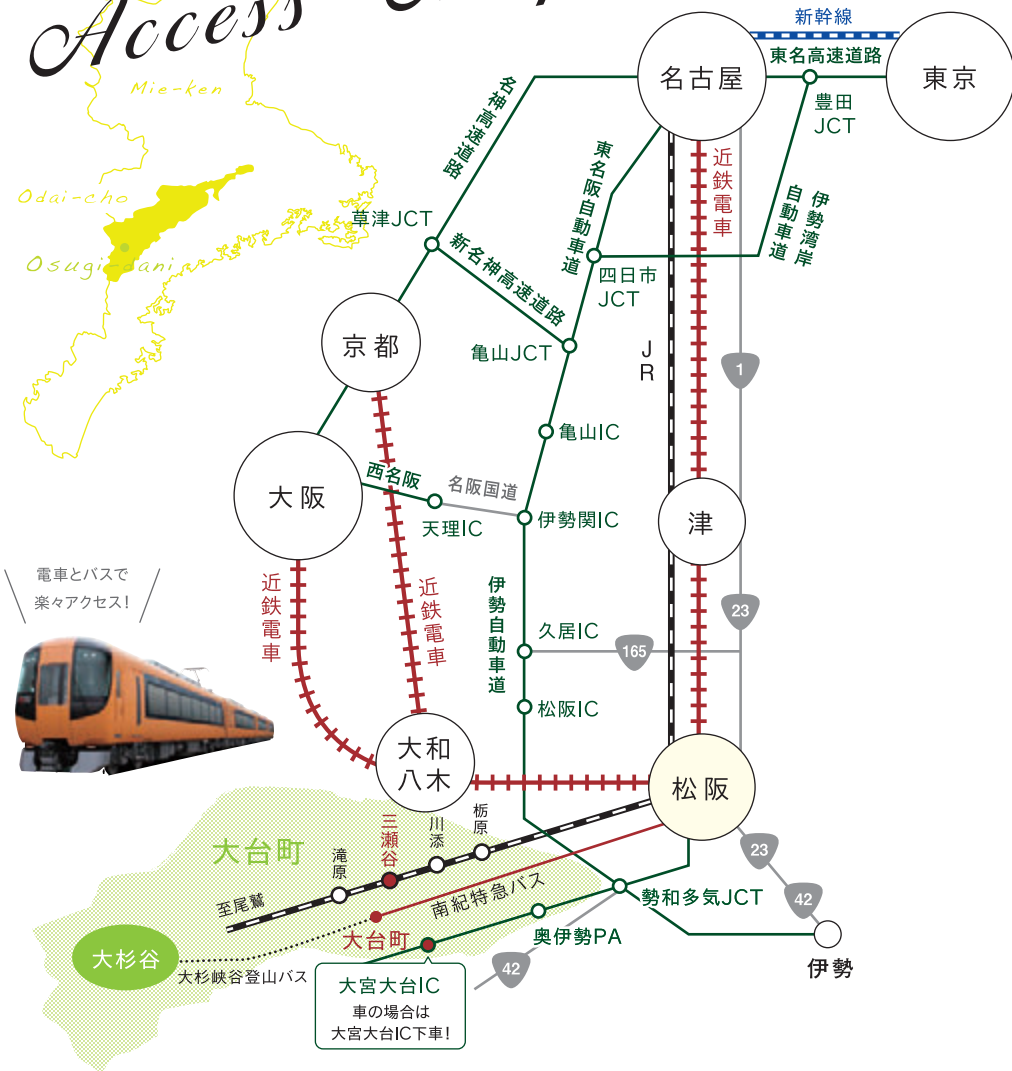 Access
Mie-ken
Odai-cho
Osugi-dani
新幹線
名古屋
東名高速道路
東京
豊田
JCT
名神高速道路
東名阪自動車道
近鉄電車
伊勢湾岸
自動車道
草津JCT
新名神高速道路
四日市
JCT
京都
亀山JCT
JR
1
亀山IC
大阪
西名阪
名阪国道
天理IC
伊勢関IC
津
電車とバスで
楽々アクセス!
近鉄電車
近鉄電車
伊勢自動車道
久居IC
165
23
松阪IC
大和
八木
松阪
大台町
滝原
三瀬谷
川添
栃原
23
42
至尾鷲
南紀特急バス
勢和多気JCT
大台町
奥伊勢PA
伊勢
大杉谷
大杉峡谷登山バス
42
大宮大台IC
車の場合は
大宮大台IC下車!